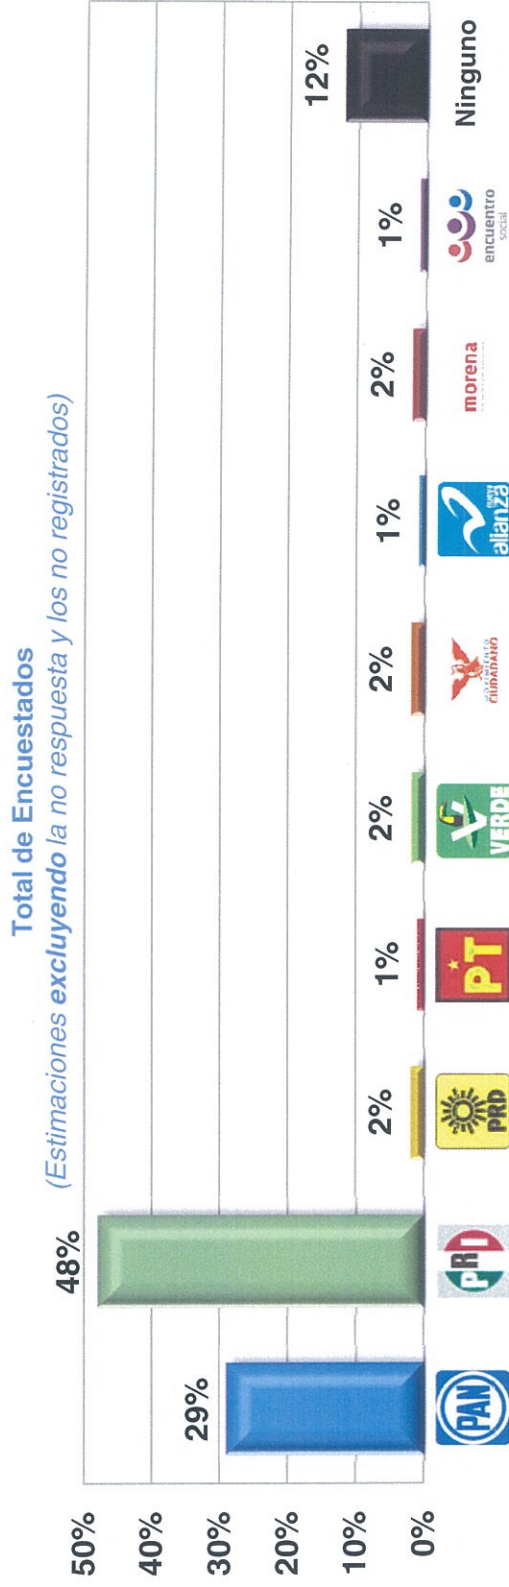 Total de Encuestados
(Estimaciones excluyendo la no respuesta y los no registrados)
50%
40%
30%
20%
10%
0%
29%
48%
2%
1%
2%
2%
1%
2%
1%
12%
PAN
PRI
PRD
PT
VERDE
MOVIMIENTO
CIUDADANO
nueva
alianza
morena
encuentro
social
Ninguno